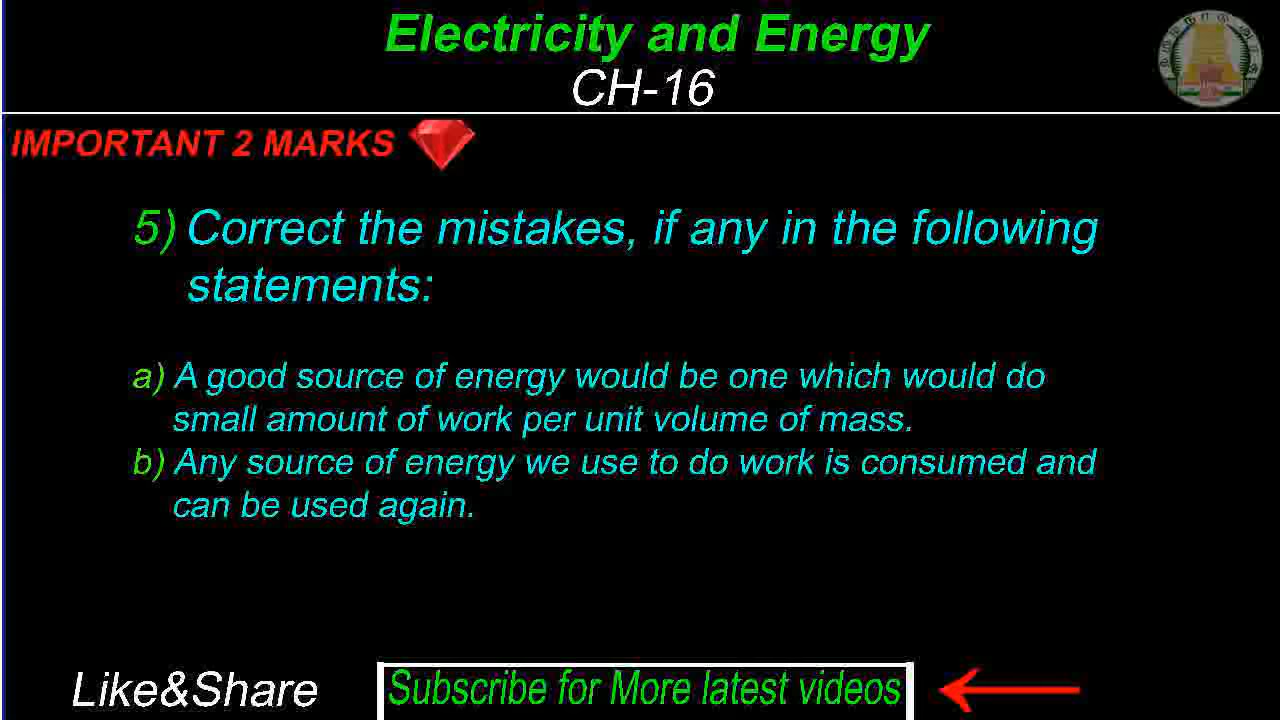 Electricity and Energy
CH-16
IMPORTANT 2 MARKS
5) Correct the mistakes, if any in the following
statements:
a) A good source of energy would be one which would do
small amount of work per unit volume of mass.
b) Any source of energy we use to do work is consumed and
can be used again.
Like&Share
Subscribe for More latest videos